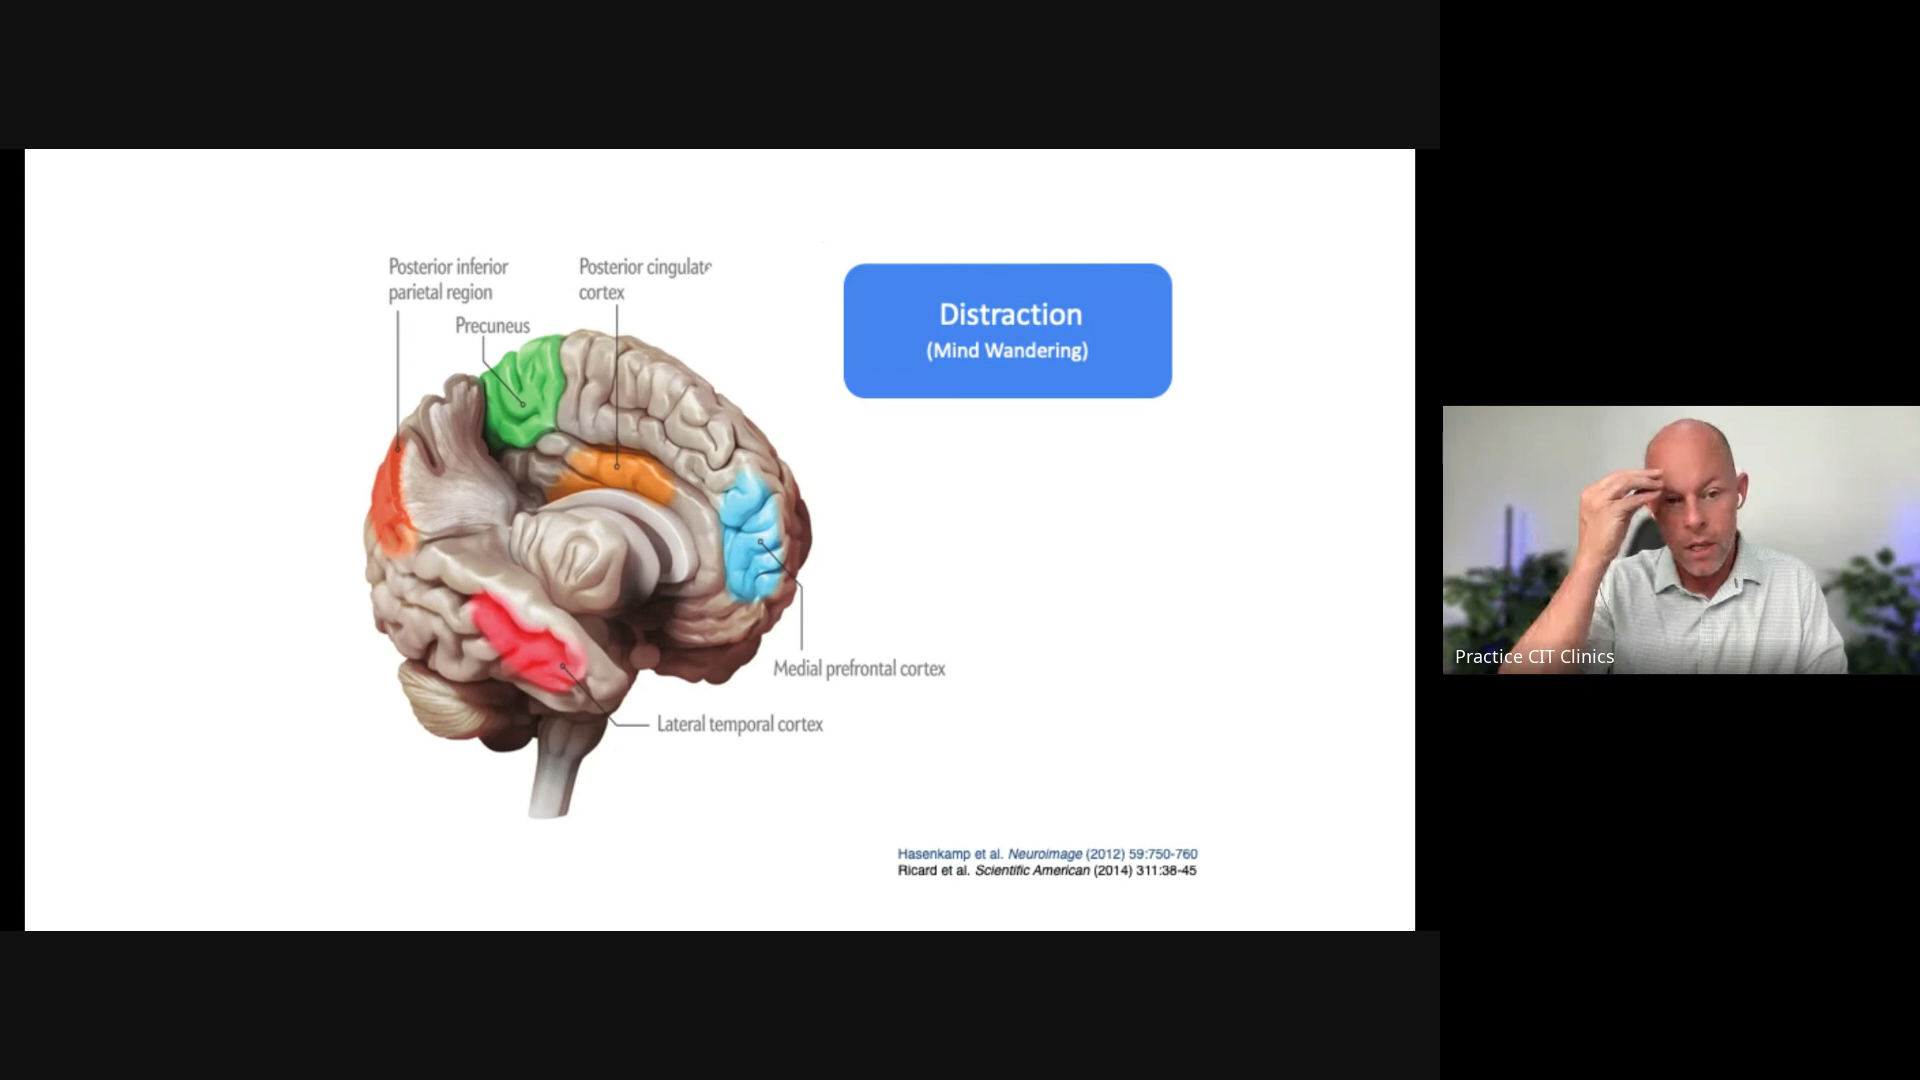 Posterior inferior
parietal region
Posterior cingulate
cortex
Precuneus
Distraction
(Mind Wandering)
Medial prefrontal cortex
Lateral temporal cortex
Hasenkamp et al. Neuroimage (2012) 59:750-760
Ricard et al. Scientific American (2014) 311:38-45
Practice CIT Clinics